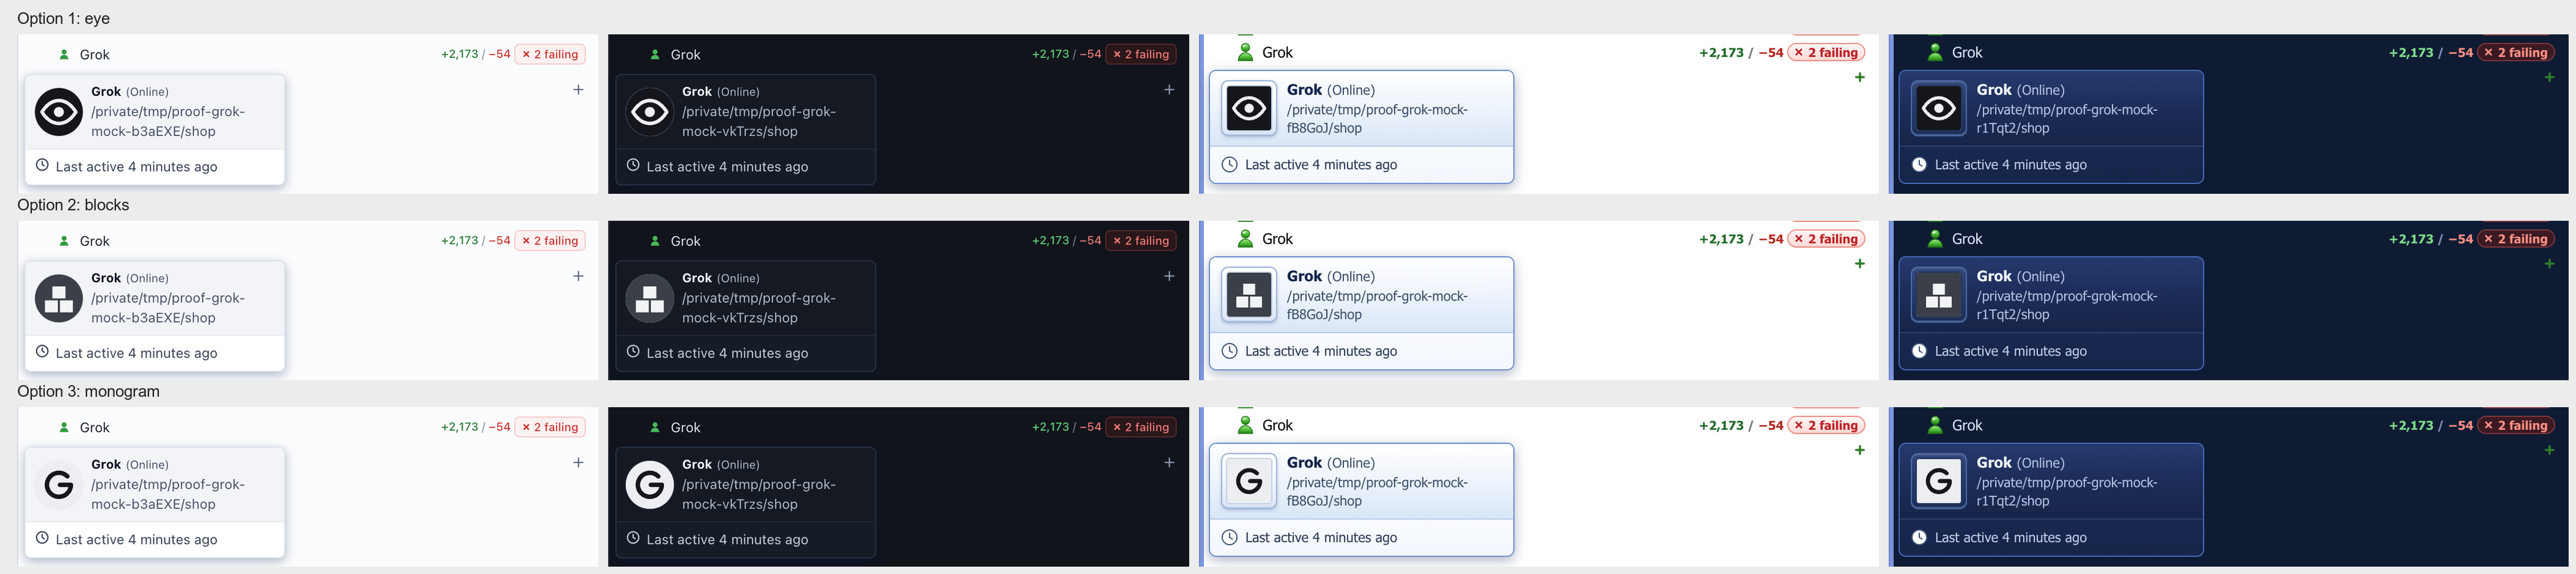 Option 1: eye
Grok +2,173 / −54 × 2 failing
Grok (Online)
/private/tmp/proof-grok-
mock-b3aEXE/shop
Last active 4 minutes ago
Grok +2,173 / −54 × 2 failing
Grok (Online)
/private/tmp/proof-grok-
mock-vkTrzs/shop
Last active 4 minutes ago
Grok +2,173 / −54 × 2 failing
Grok (Online)
/private/tmp/proof-grok-mock-
fB8GoJ/shop
Last active 4 minutes ago
Grok +2,173 / −54 × 2 failing
Grok (Online)
/private/tmp/proof-grok-mock-
r1Tqt2/shop
Last active 4 minutes ago
Option 2: blocks
Grok +2,173 / −54 × 2 failing
Grok (Online)
/private/tmp/proof-grok-
mock-b3aEXE/shop
Last active 4 minutes ago
Grok +2,173 / −54 × 2 failing
Grok (Online)
/private/tmp/proof-grok-
mock-vkTrzs/shop
Last active 4 minutes ago
Grok +2,173 / −54 × 2 failing
Grok (Online)
/private/tmp/proof-grok-mock-
fB8GoJ/shop
Last active 4 minutes ago
Grok +2,173 / −54 × 2 failing
Grok (Online)
/private/tmp/proof-grok-mock-
r1Tqt2/shop
Last active 4 minutes ago
Option 3: monogram
Grok +2,173 / −54 × 2 failing
G
Grok (Online)
/private/tmp/proof-grok-
mock-b3aEXE/shop
Last active 4 minutes ago
Grok +2,173 / −54 × 2 failing
G
Grok (Online)
/private/tmp/proof-grok-
mock-vkTrzs/shop
Last active 4 minutes ago
Grok +2,173 / −54 × 2 failing
G
Grok (Online)
/private/tmp/proof-grok-mock-
fB8GoJ/shop
Last active 4 minutes ago
Grok +2,173 / −54 × 2 failing
G
Grok (Online)
/private/tmp/proof-grok-mock-
r1Tqt2/shop
Last active 4 minutes ago